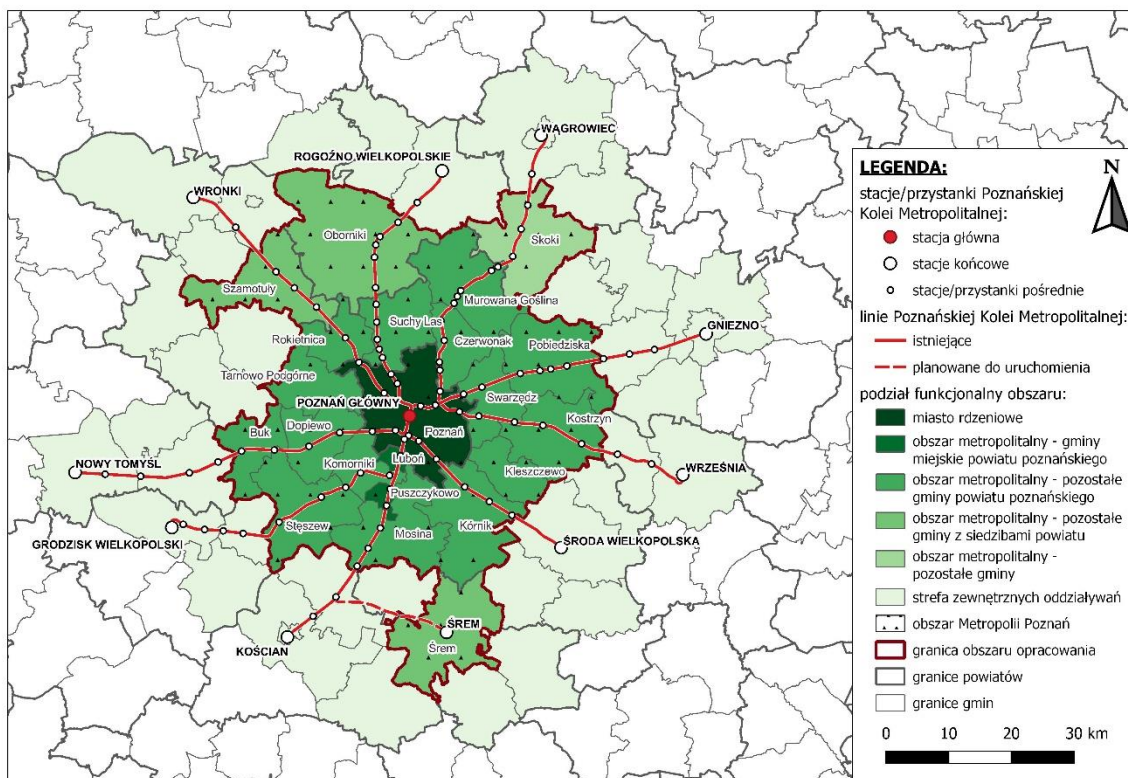 WĄGROWIEC
ROGOŹNO WIELKOPOLSKIE
WRONKI
Oborniki
Skoki
Szamotuły
Murowana Goślina
Suchy Las
GNIEZNO
Rokietnica
Czerwonak
Pobiedziska
Tarnowo Podgórne
POZNAŃ GŁÓWNY
Swarzędz
Kostrzyn
Buk
Dopiewo
Poznań
Luboń
Komorniki
Kleszczewo
NOWY TOMYŚL
WRZEŚNIA
Puszczykowo
Stęszew
Mosina
Kórnik
GRODZISK WIELKOPOLSKI
ŚRODA WIELKOPOLSKA
ŚREM
KOŚCIAN
Śrem
LEGENDA:
N
stacje/przystanki Poznańskiej
Kolei Metropolitalnej:
stacja główna
stacje końcowe
stacje/przystanki pośrednie
linie Poznańskiej Kolei Metropolitalnej:
istniejące
planowane do uruchomienia
podział funkcjonalny obszaru:
miasto rdzeniowe
obszar metropolitalny - gminy
miejskie powiatu poznańskiego
obszar metropolitalny - pozostałe
gminy powiatu poznańskiego
obszar metropolitalny - pozostałe
gminy z siedzibami powiatu
obszar metropolitalny -
pozostałe gminy
strefa zewnętrznych oddziaływań
obszar Metropolii Poznań
granica obszaru opracowania
granice powiatów
granice gmin
0 10 20 30 km